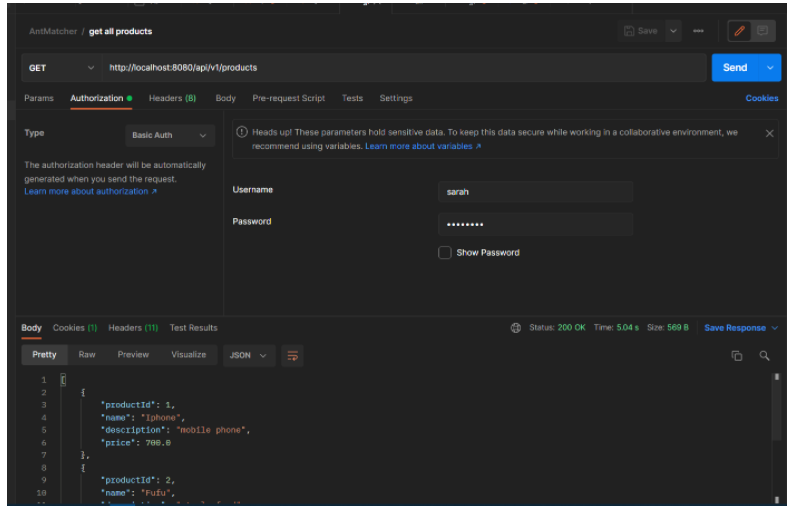 AntMatcher / get all products
Save
GET http://localhost:8080/api/v1/products Send
Params Authorization Headers (8) Body Pre-request Script Tests Settings Cookies
Type Basic Auth
The authorization header will be automatically
generated when you send the request.
Learn more about authorization ↗
Heads up! These parameters hold sensitive data. To keep this data secure while working in a collaborative environment, we
recommend using variables. Learn more about variables ↗
Username sarah
Password ••••••••
Show Password
Body Cookies (1) Headers (11) Test Results Status: 200 OK Time: 5.04 s Size: 569 B Save Response
Pretty Raw Preview Visualize JSON
1 [
2 {
3 "productId": 1,
4 "name": "Iphone",
5 "description": "mobile phone",
6 "price": 700.0
7 },
8 {
9 "productId": 2,
10 "name": "Fufu",